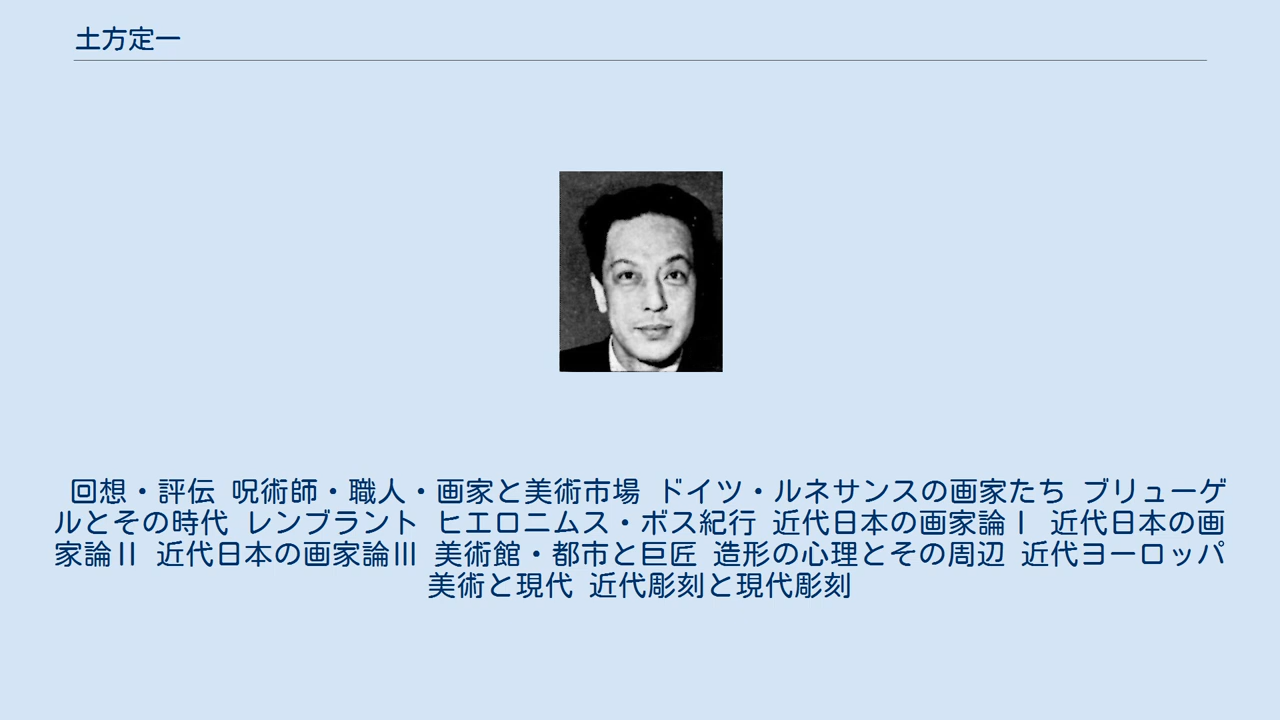 土方定一
回想・評伝 呪術師・職人・画家と美術市場 ドイツ・ルネサンスの画家たち ブリューゲ
ルとその時代 レンブラント ヒエロニムス・ボス紀行 近代日本の画家論Ⅰ 近代日本の画
家論Ⅱ 近代日本の画家論Ⅲ 美術館・都市と巨匠 造形の心理とその周辺 近代ヨーロッパ
美術と現代 近代彫刻と現代彫刻